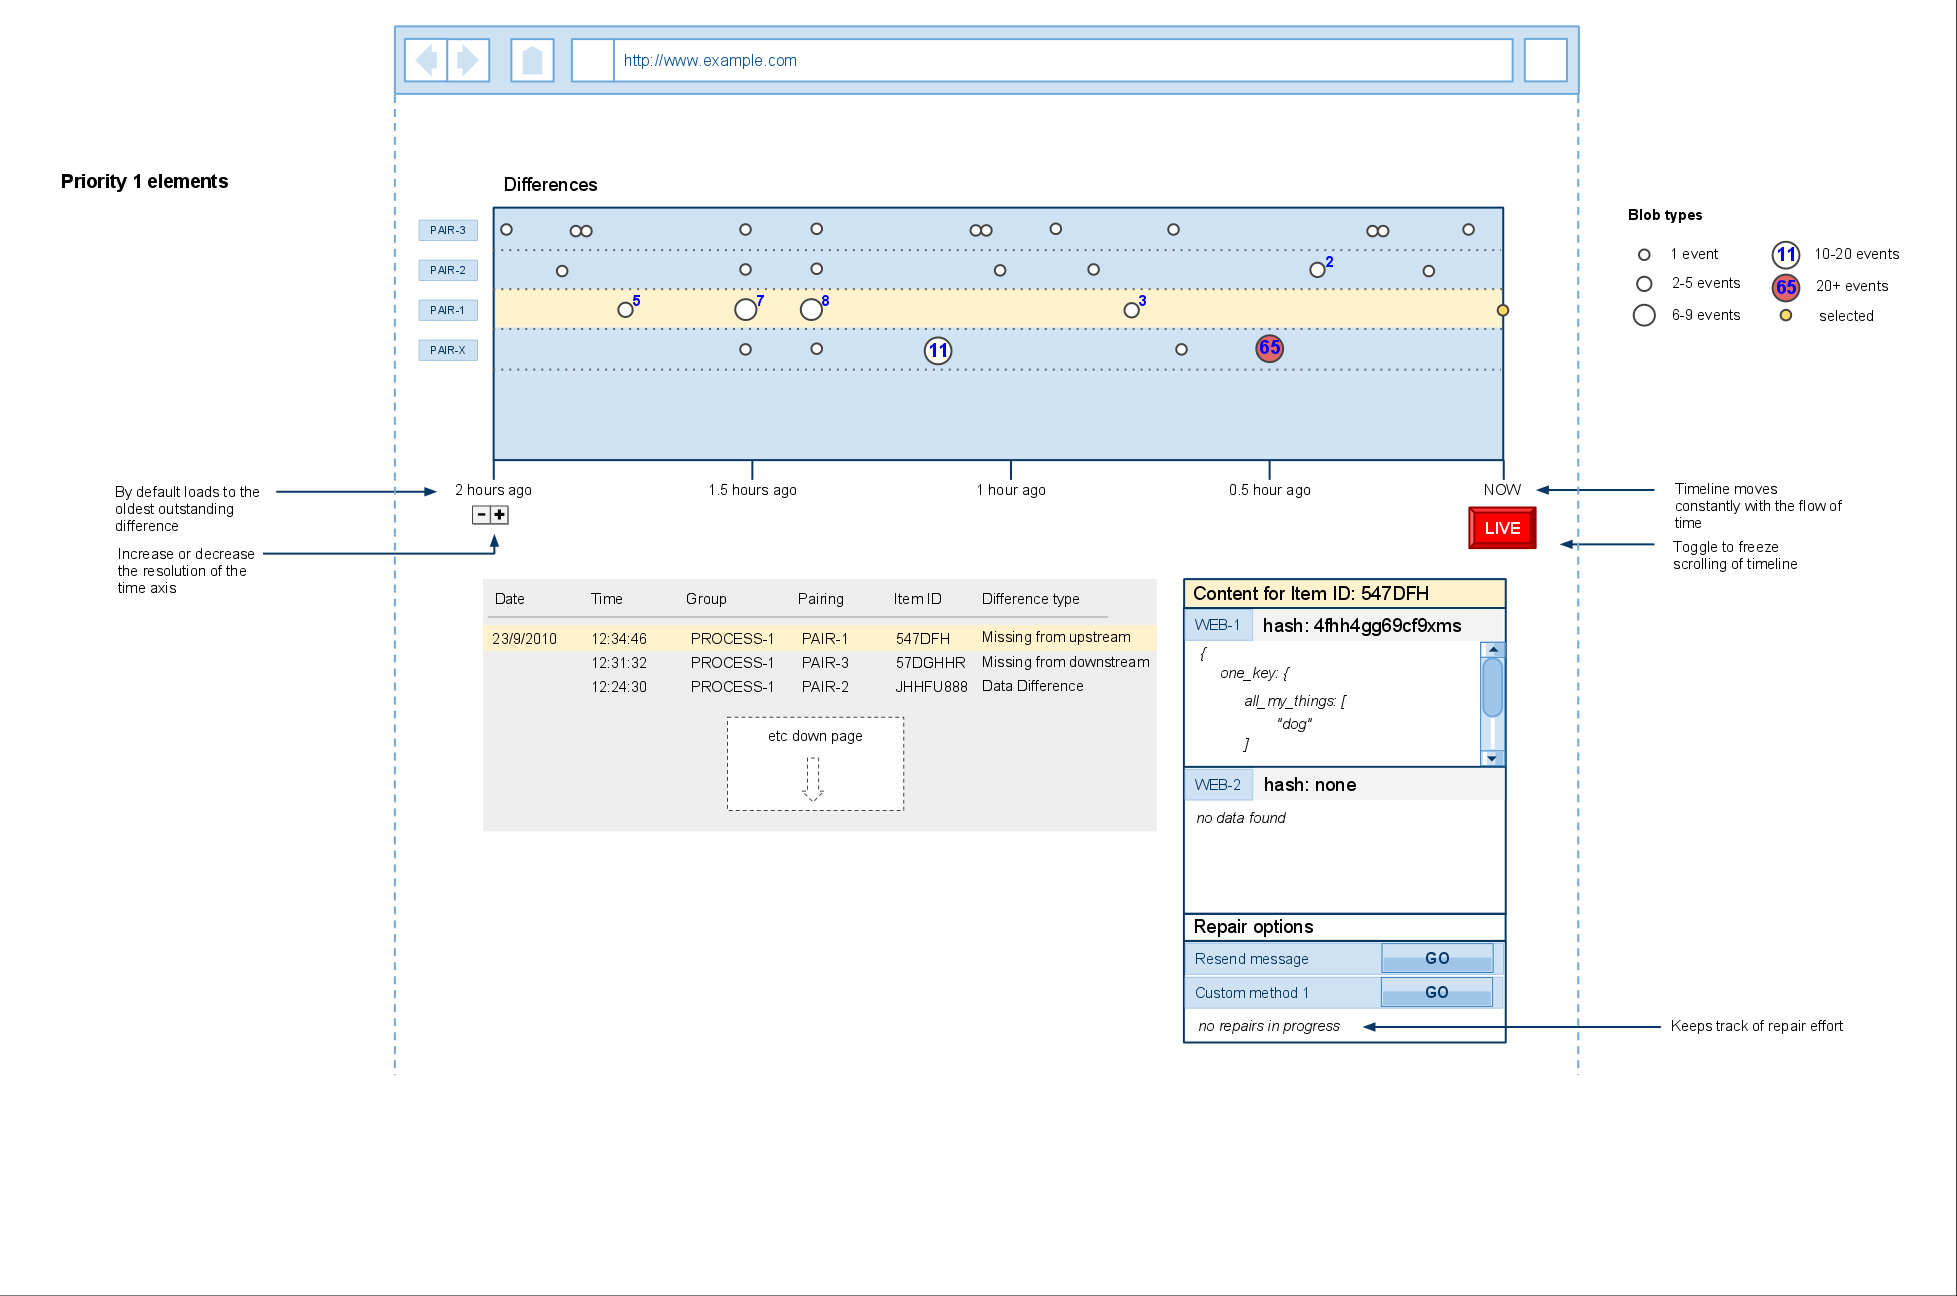 http://www.example.com
Priority 1 elements
Differences
PAIR-3
PAIR-2
2
PAIR-1
5
7
8
3
PAIR-X
11
65
Blob types
1 event
11
10-20 events
2-5 events
65
20+ events
6-9 events
selected
2 hours ago
1.5 hours ago
1 hour ago
0.5 hour ago
NOW
By default loads to the
oldest outstanding
difference
- +
LIVE
Timeline moves
constantly with the flow of
time
Increase or decrease
the resolution of the
time axis
Toggle to freeze
scrolling of timeline
Date Time Group Pairing Item ID Difference type
23/9/2010 12:34:46 PROCESS-1 PAIR-1 547DFH Missing from upstream
12:31:32 PROCESS-1 PAIR-3 57DGHHR Missing from downstream
12:24:30 PROCESS-1 PAIR-2 JHHFU888 Data Difference
etc down page
Content for Item ID: 547DFH
WEB-1 hash: 4fhh4gg69cf9xms
{
one_key: {
all_my_things: [
"dog"
]
WEB-2 hash: none
no data found
Repair options
Resend message GO
Custom method 1 GO
no repairs in progress
Keeps track of repair effort